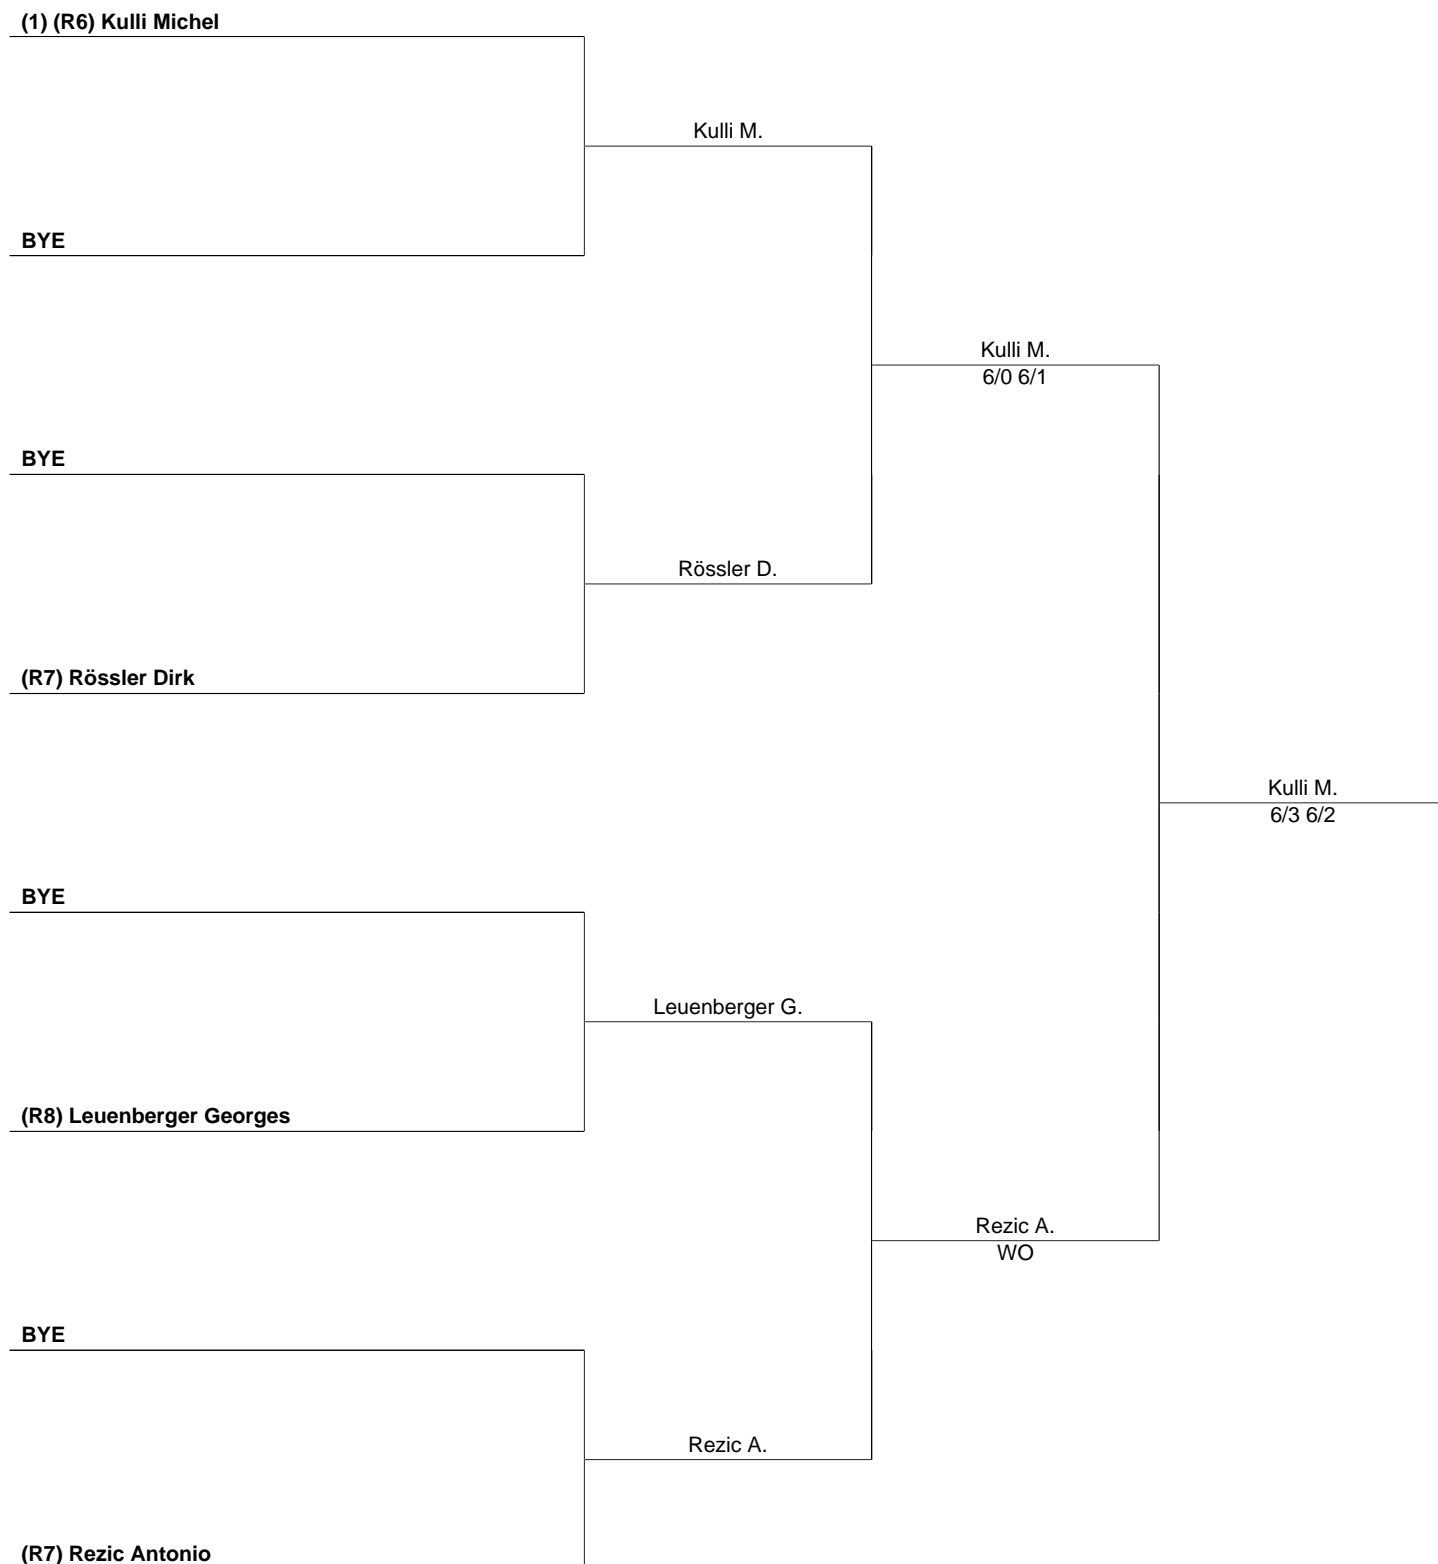 (1) (R6) Kulli Michel
Kulli M.
BYE
Kulli M.
6/0 6/1
BYE
Rössler D.
(R7) Rössler Dirk
Kulli M.
6/3 6/2
BYE
Leuenberger G.
(R8) Leuenberger Georges
Rezic A.
WO
BYE
Rezic A.
(R7) Rezic Antonio